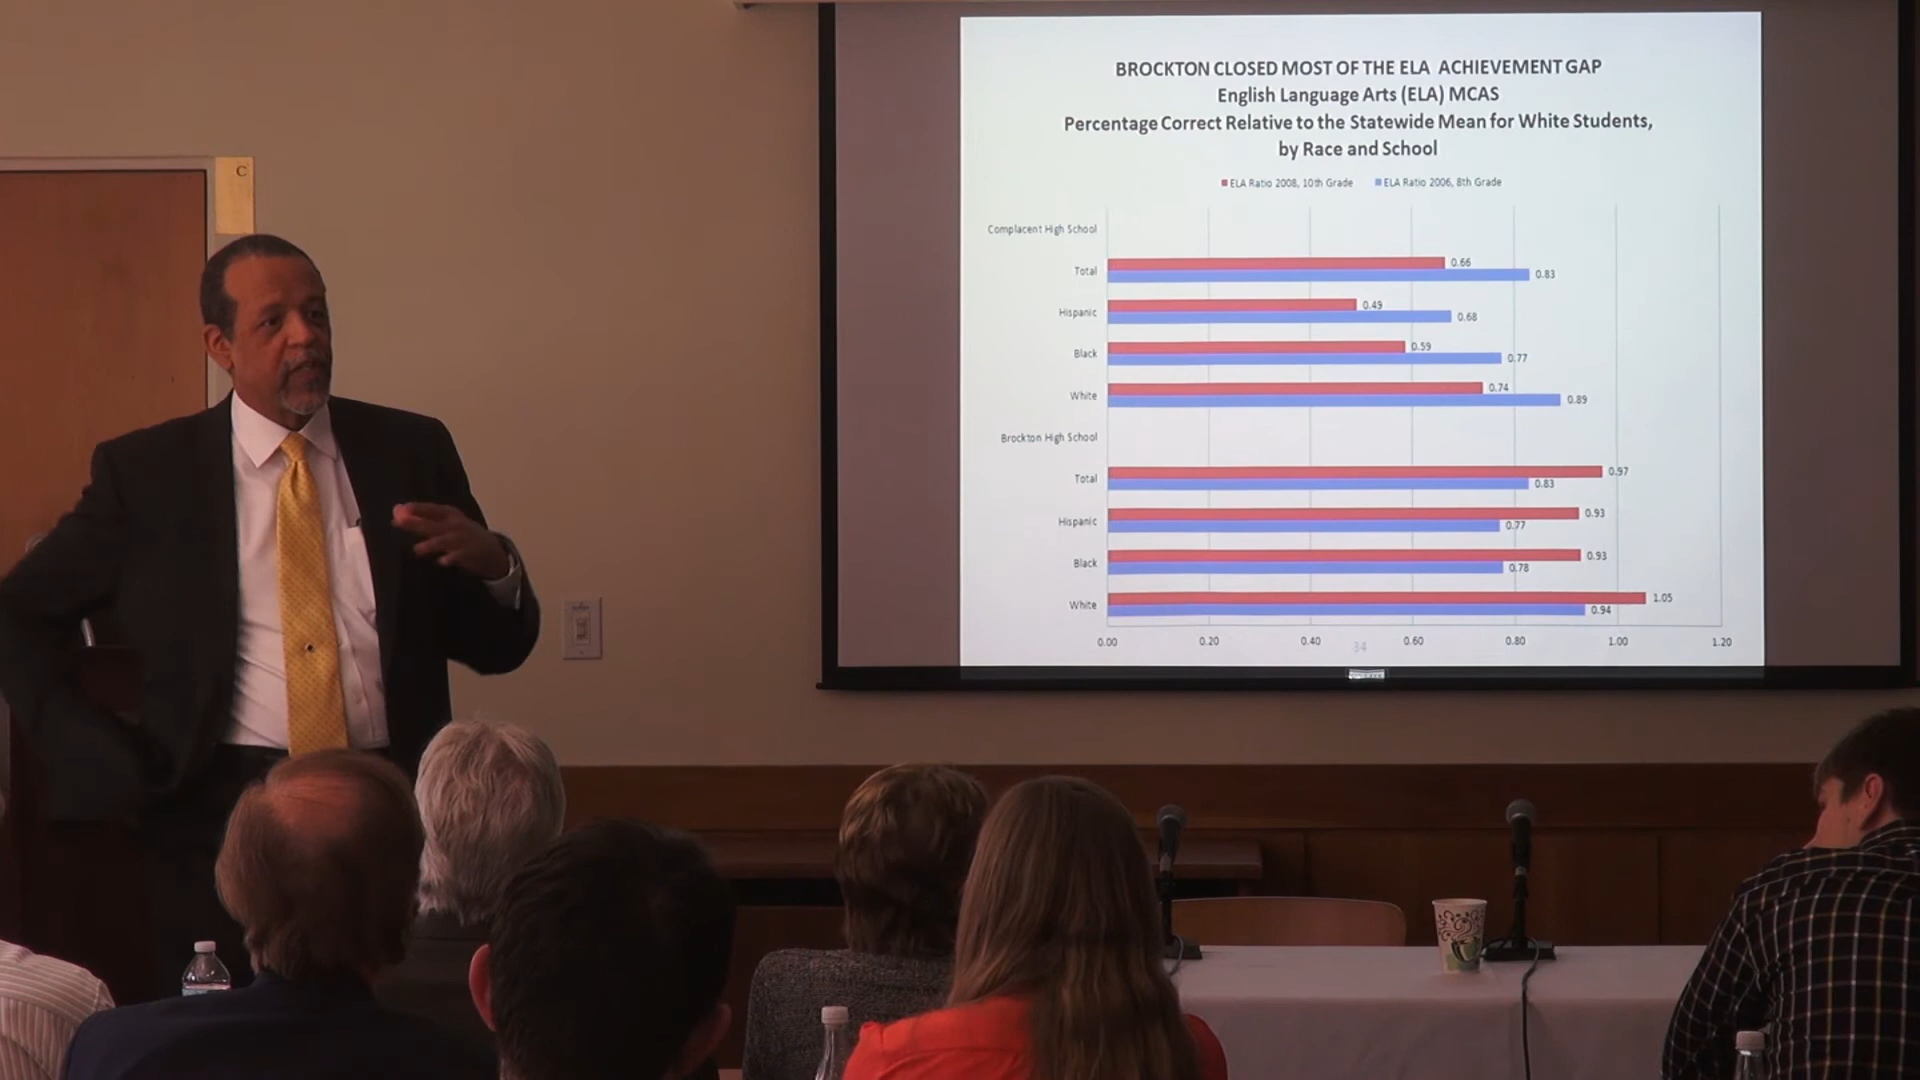 C
BROCKTON CLOSED MOST OF THE ELA ACHIEVEMENT GAP
English Language Arts (ELA) MCAS
Percentage Correct Relative to the Statewide Mean for White Students,
by Race and School
ELA Ratio 2008, 10th Grade ELA Ratio 2006, 8th Grade
Complacent High School
Total 0.66 0.83
Hispanic 0.49 0.68
Black 0.59 0.77
White 0.74 0.89
Brockton High School
Total 0.97 0.83
Hispanic 0.93 0.77
Black 0.93 0.78
White 1.05 0.94
0.00 0.20 0.40 0.60 0.80 1.00 1.20
34